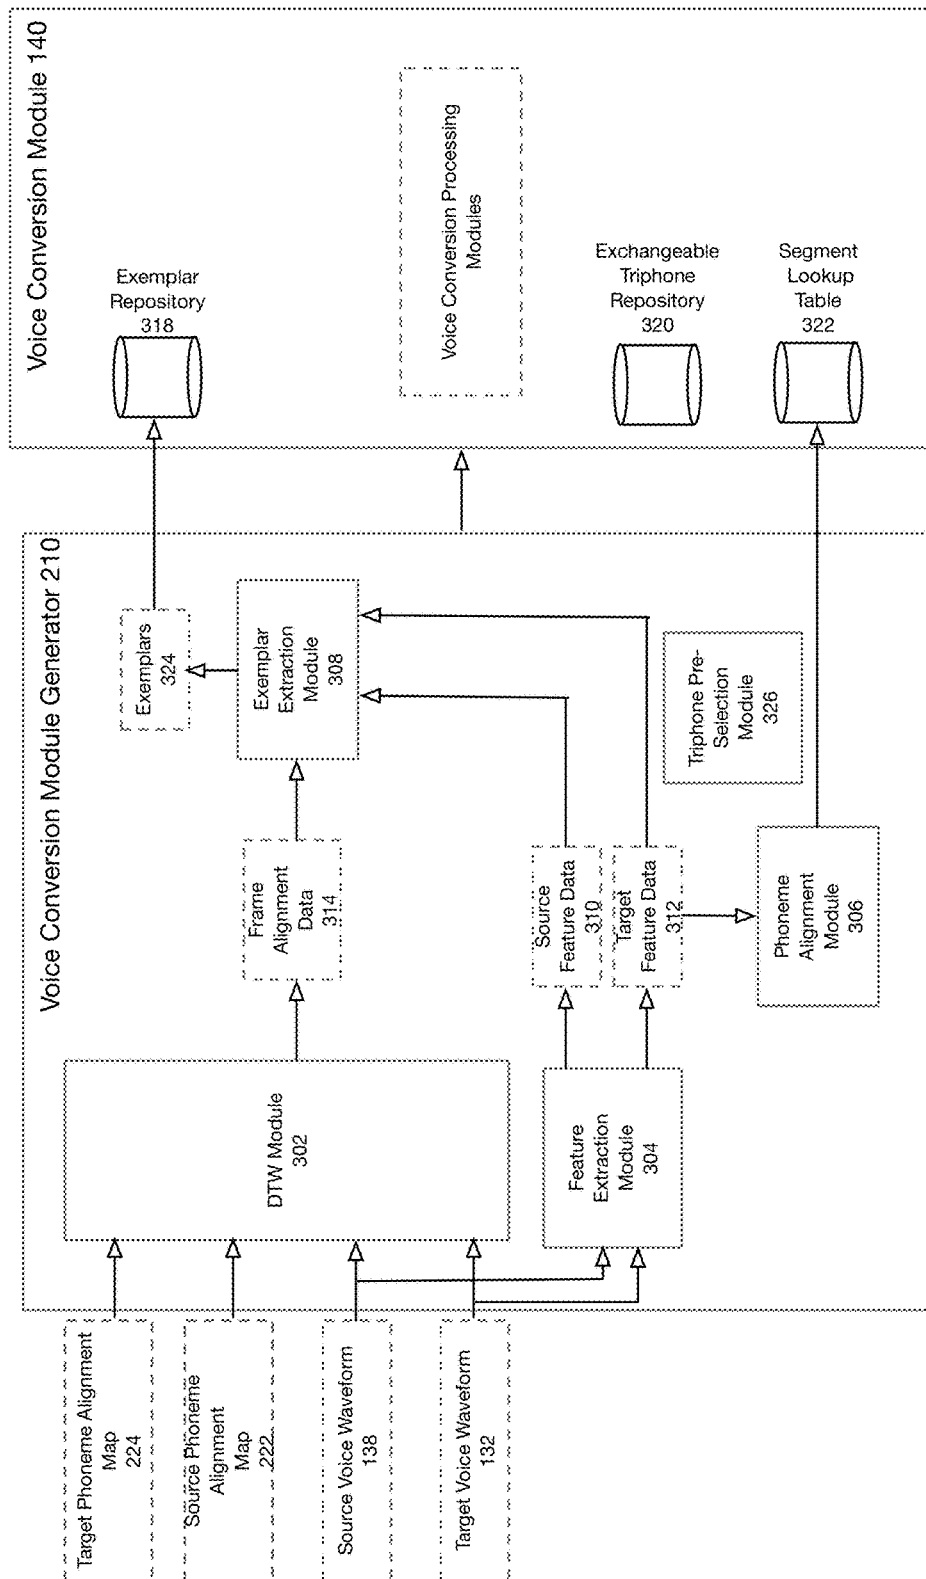 Voice Conversion Module Generator 210
Voice Conversion Module 140
Target Phoneme Alignment
Map
224
Source Phoneme
Alignment
Map 222
Source Voice Waveform
138
Target Voice Waveform
132
DTW Module
302
Frame
Alignment
Data
314
Exemplar
Extraction
Module
308
Exemplars
324
Exemplar
Repository
318
Feature
Extraction
Module
304
Source
Feature Data
310
Target
Feature Data
312
Phoneme
Alignment
Module
306
Triphone Pre-
Selection
Module
326
Voice Conversion Processing
Modules
Exchangeable
Triphone
Repository
320
Segment
Lookup
Table
322